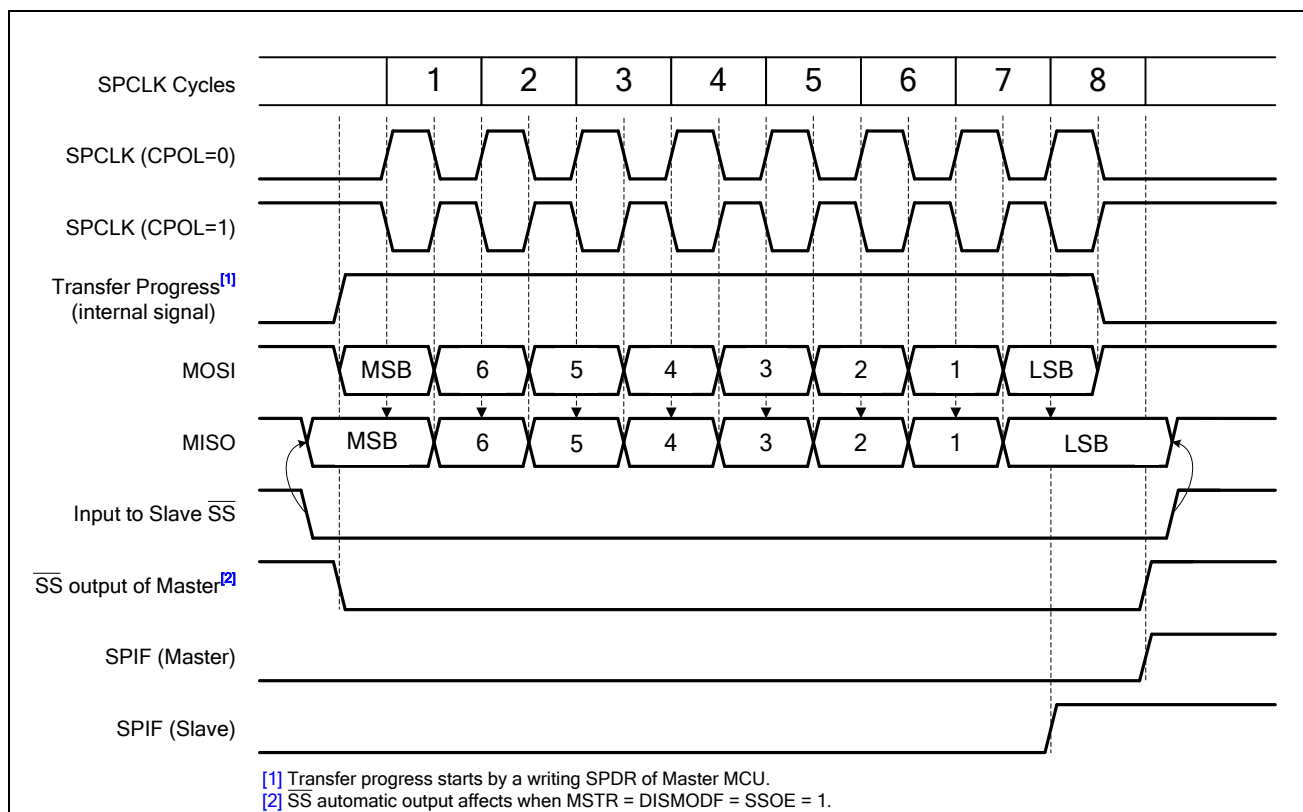 SPCLK Cycles 1 2 3 4 5 6 7 8
SPCLK (CPOL=0)
SPCLK (CPOL=1)
Transfer Progress[1]
(internal signal)
MOSI MSB 6 5 4 3 2 1 LSB
MISO MSB 6 5 4 3 2 1 LSB
Input to Slave S̅S̅
S̅S̅ output of Master[2]
SPIF (Master)
SPIF (Slave)
[1] Transfer progress starts by a writing SPDR of Master MCU.
[2] S̅S̅ automatic output affects when MSTR = DISMODF = SSOE = 1.